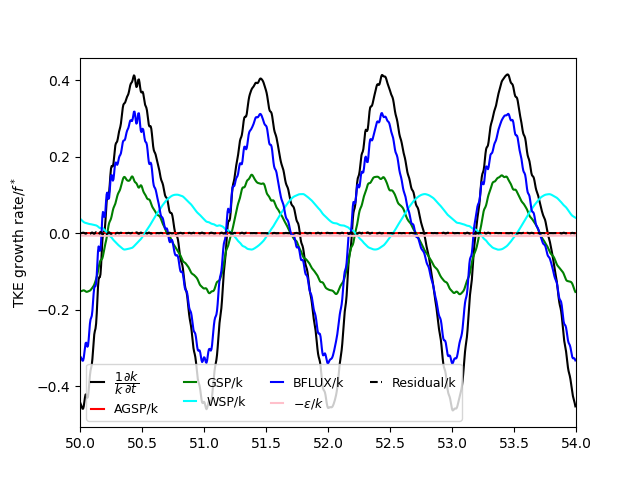 TKE growth rate/f*
0.4
0.2
0.0
−0.2
−0.4
1/k ∂k/∂t
AGSP/k
GSP/k
WSP/k
BFLUX/k
−ε/k
Residual/k
50.0 50.5 51.0 51.5 52.0 52.5 53.0 53.5 54.0